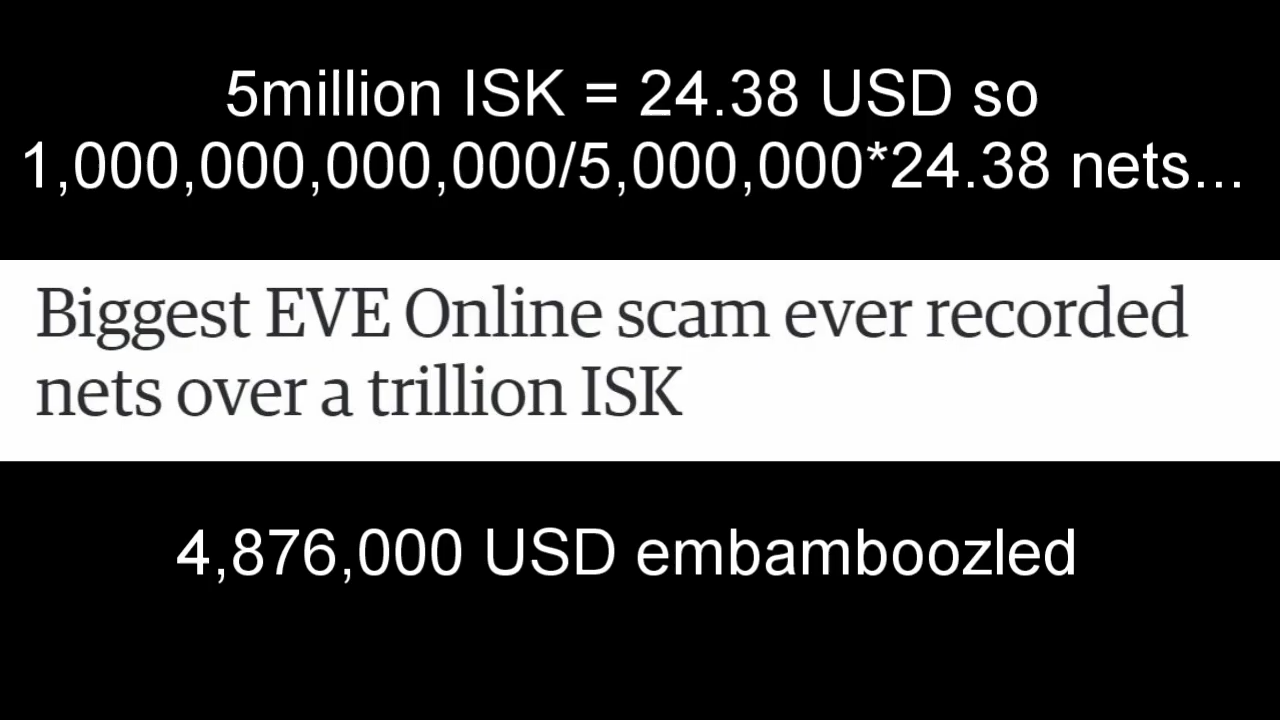 5million ISK = 24.38 USD so
1,000,000,000,000/5,000,000*24.38 nets...
Biggest EVE Online scam ever recorded
nets over a trillion ISK
4,876,000 USD embamboozled